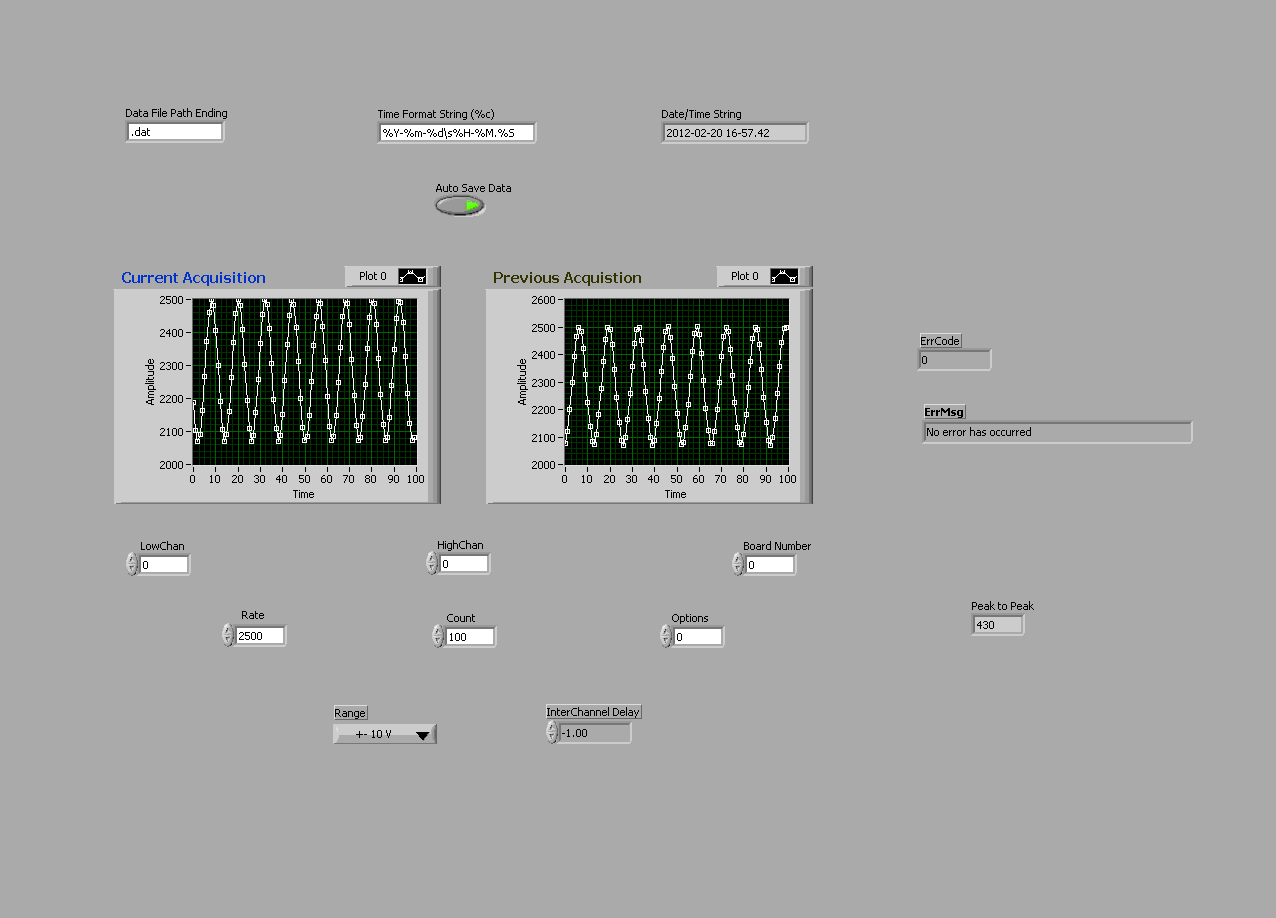 Data File Path Ending
.dat
Time Format String (%c)
%Y-%m-%d\s%H-%M.%S
Date/Time String
2012-02-20 16-57.42
Auto Save Data
Current Acquisition
Plot 0
2500
2400
2300
2200
2100
2000
Amplitude
0 10 20 30 40 50 60 70 80 90 100
Time
Previous Acquistion
Plot 0
2600
2500
2400
2300
2200
2100
2000
Amplitude
0 10 20 30 40 50 60 70 80 90 100
Time
ErrCode
0
ErrMsg
No error has occurred
LowChan
0
HighChan
0
Board Number
0
Rate
2500
Count
100
Options
0
Peak to Peak
430
Range
+- 10 V
InterChannel Delay
-1.00